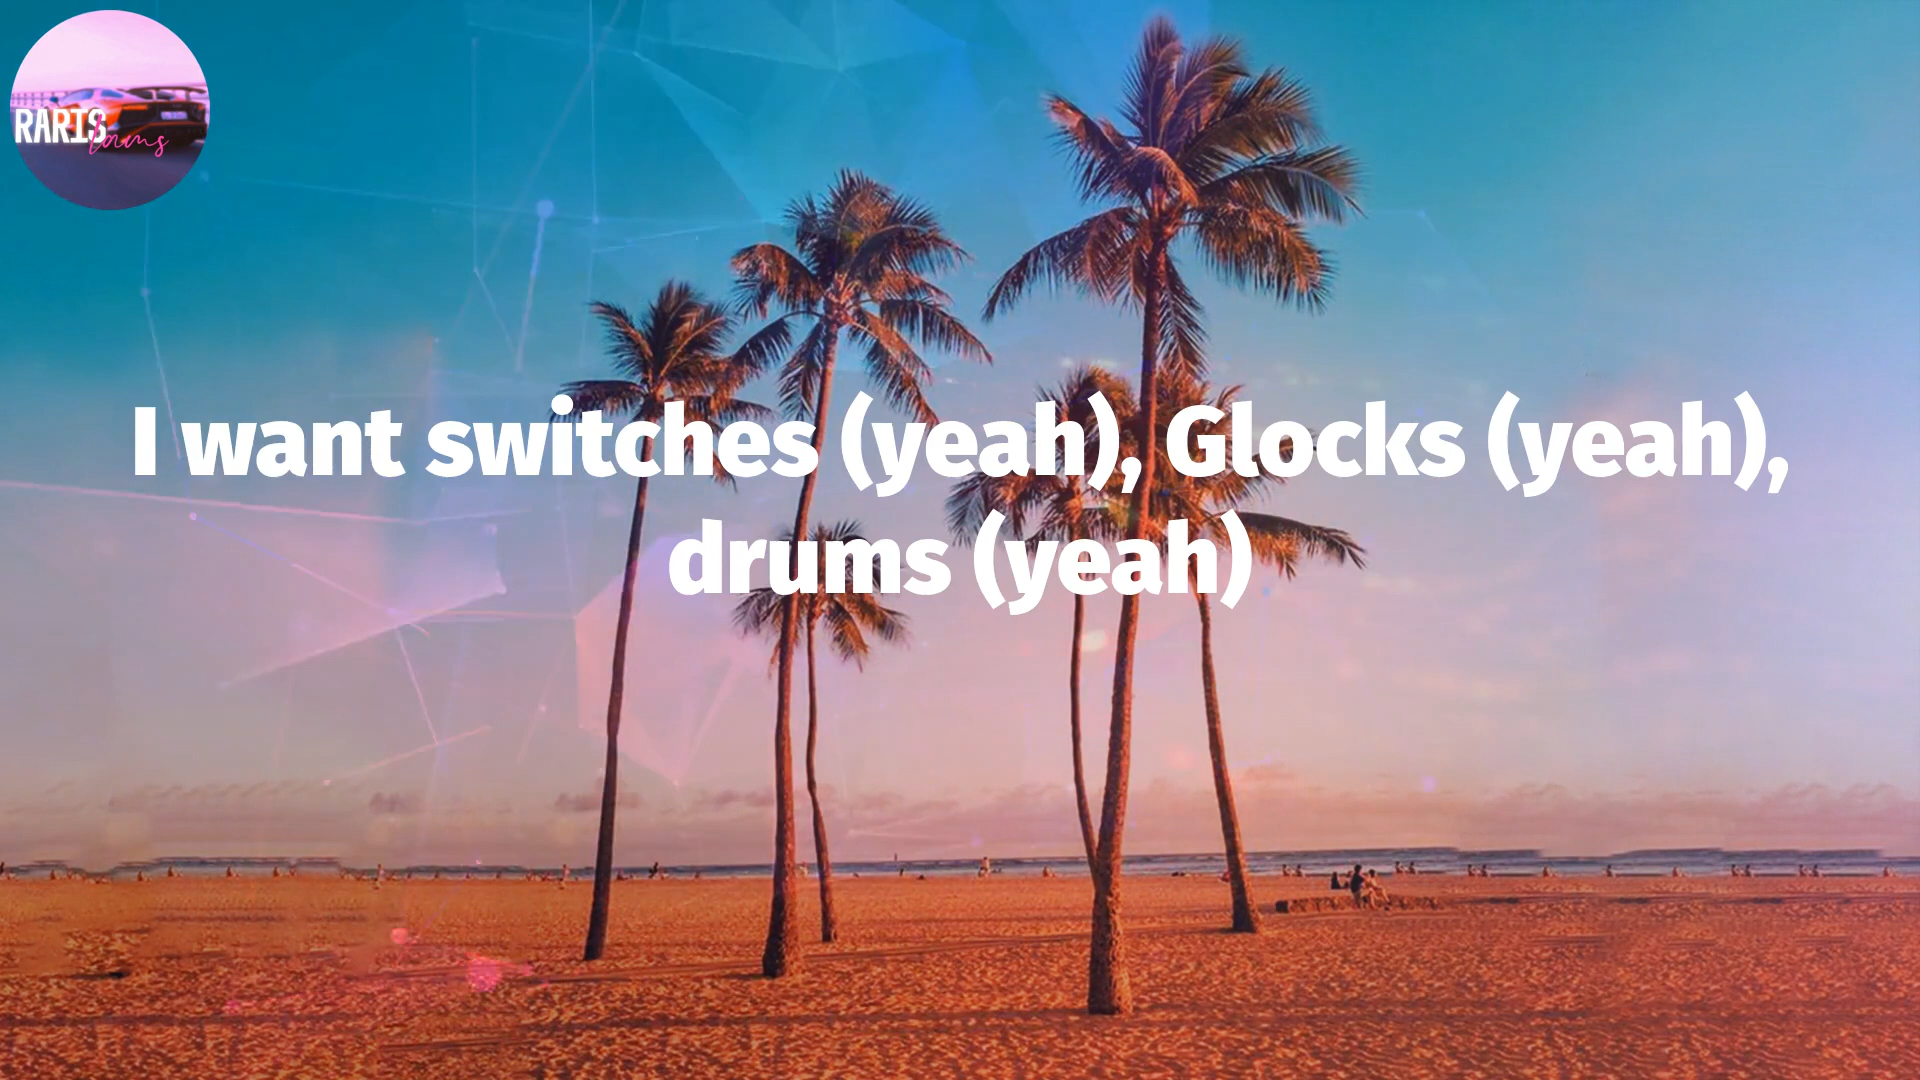 RARIS
I want switches (yeah), Glocks (yeah),
drums (yeah)